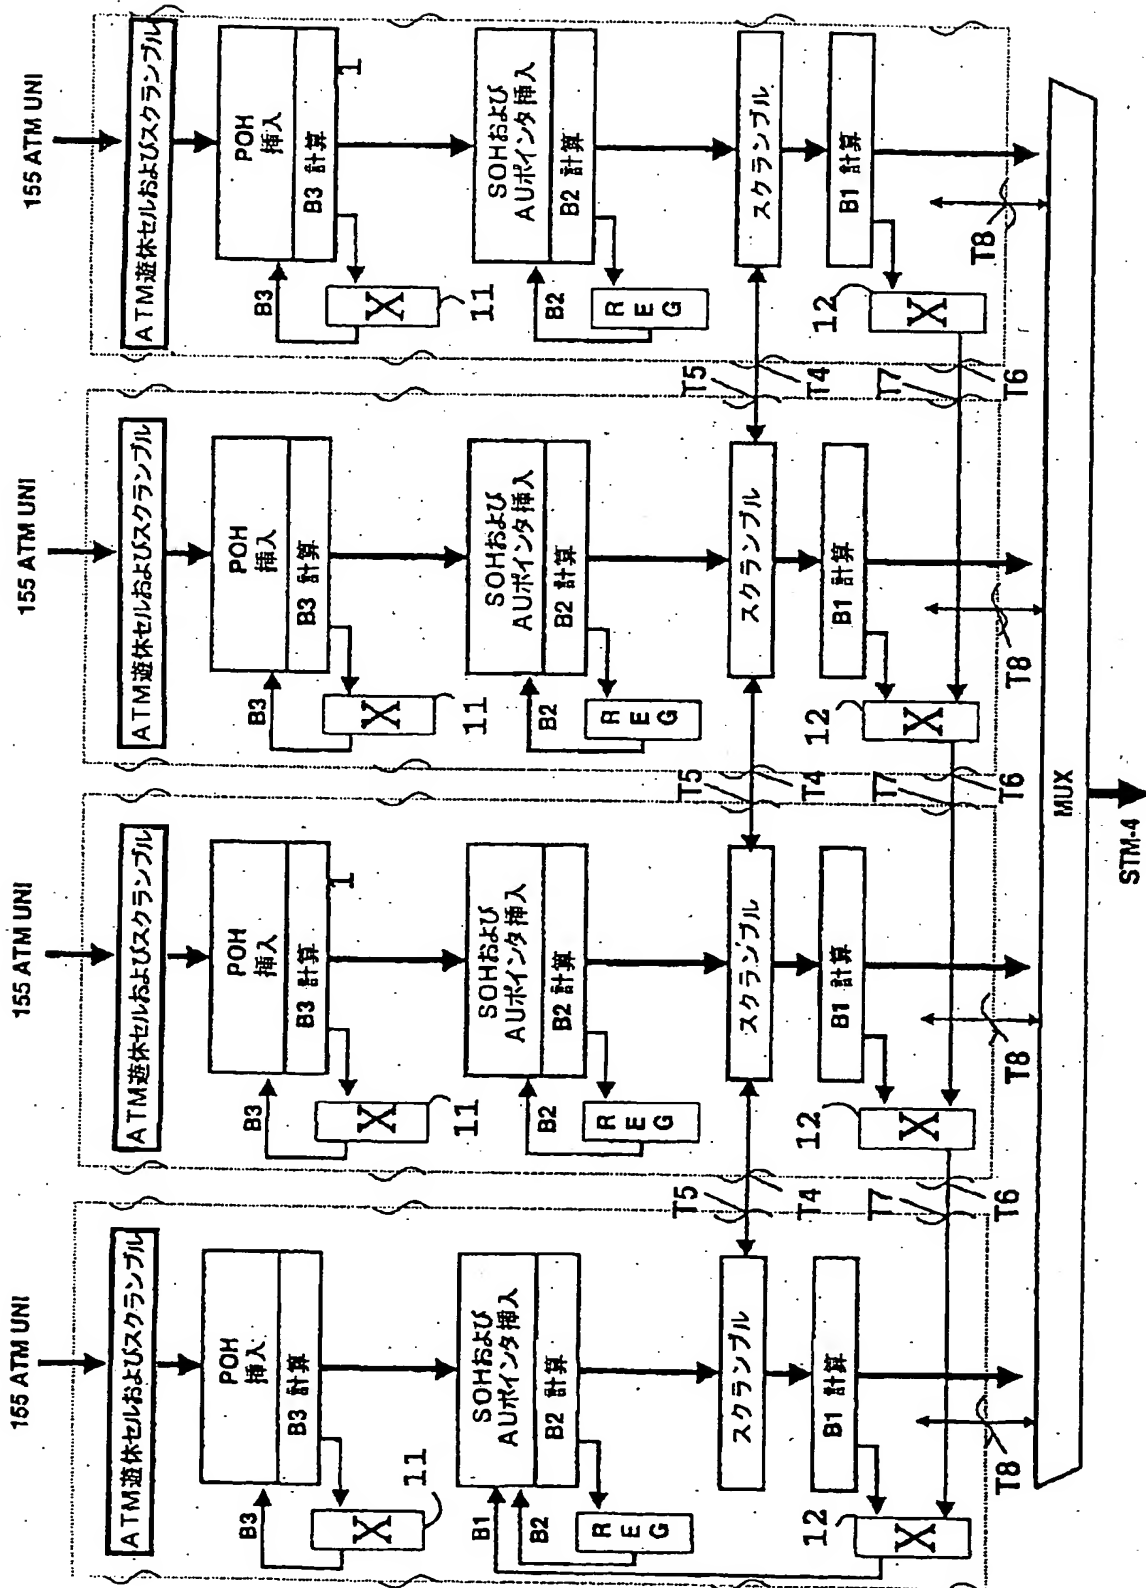 155 ATM UNI
ATM遊休セルおよびスクランブル
POH
挿入
B3 計算
B3
X
11
SOHおよび
AUポインタ挿入
B2 計算
B1
B2
REG
スクランブル
B1 計算
12
X
T8
T5
T4
T7
T6
155 ATM UNI
ATM遊休セルおよびスクランブル
POH
挿入
B3 計算
1
B3
X
11
SOHおよび
AUポインタ挿入
B2 計算
B2
REG
スクランブル
B1 計算
12
X
T8
T5
T4
T7
T6
155 ATM UNI
ATM遊休セルおよびスクランブル
POH
挿入
B3 計算
B3
X
11
SOHおよび
AUポインタ挿入
B2 計算
B2
REG
スクランブル
B1 計算
12
X
T8
T5
T4
T7
T6
155 ATM UNI
ATM遊休セルおよびスクランブル
POH
挿入
B3 計算
1
B3
X
11
SOHおよび
AUポインタ挿入
B2 計算
B2
REG
スクランブル
B1 計算
12
X
T8
MUX
STM-4